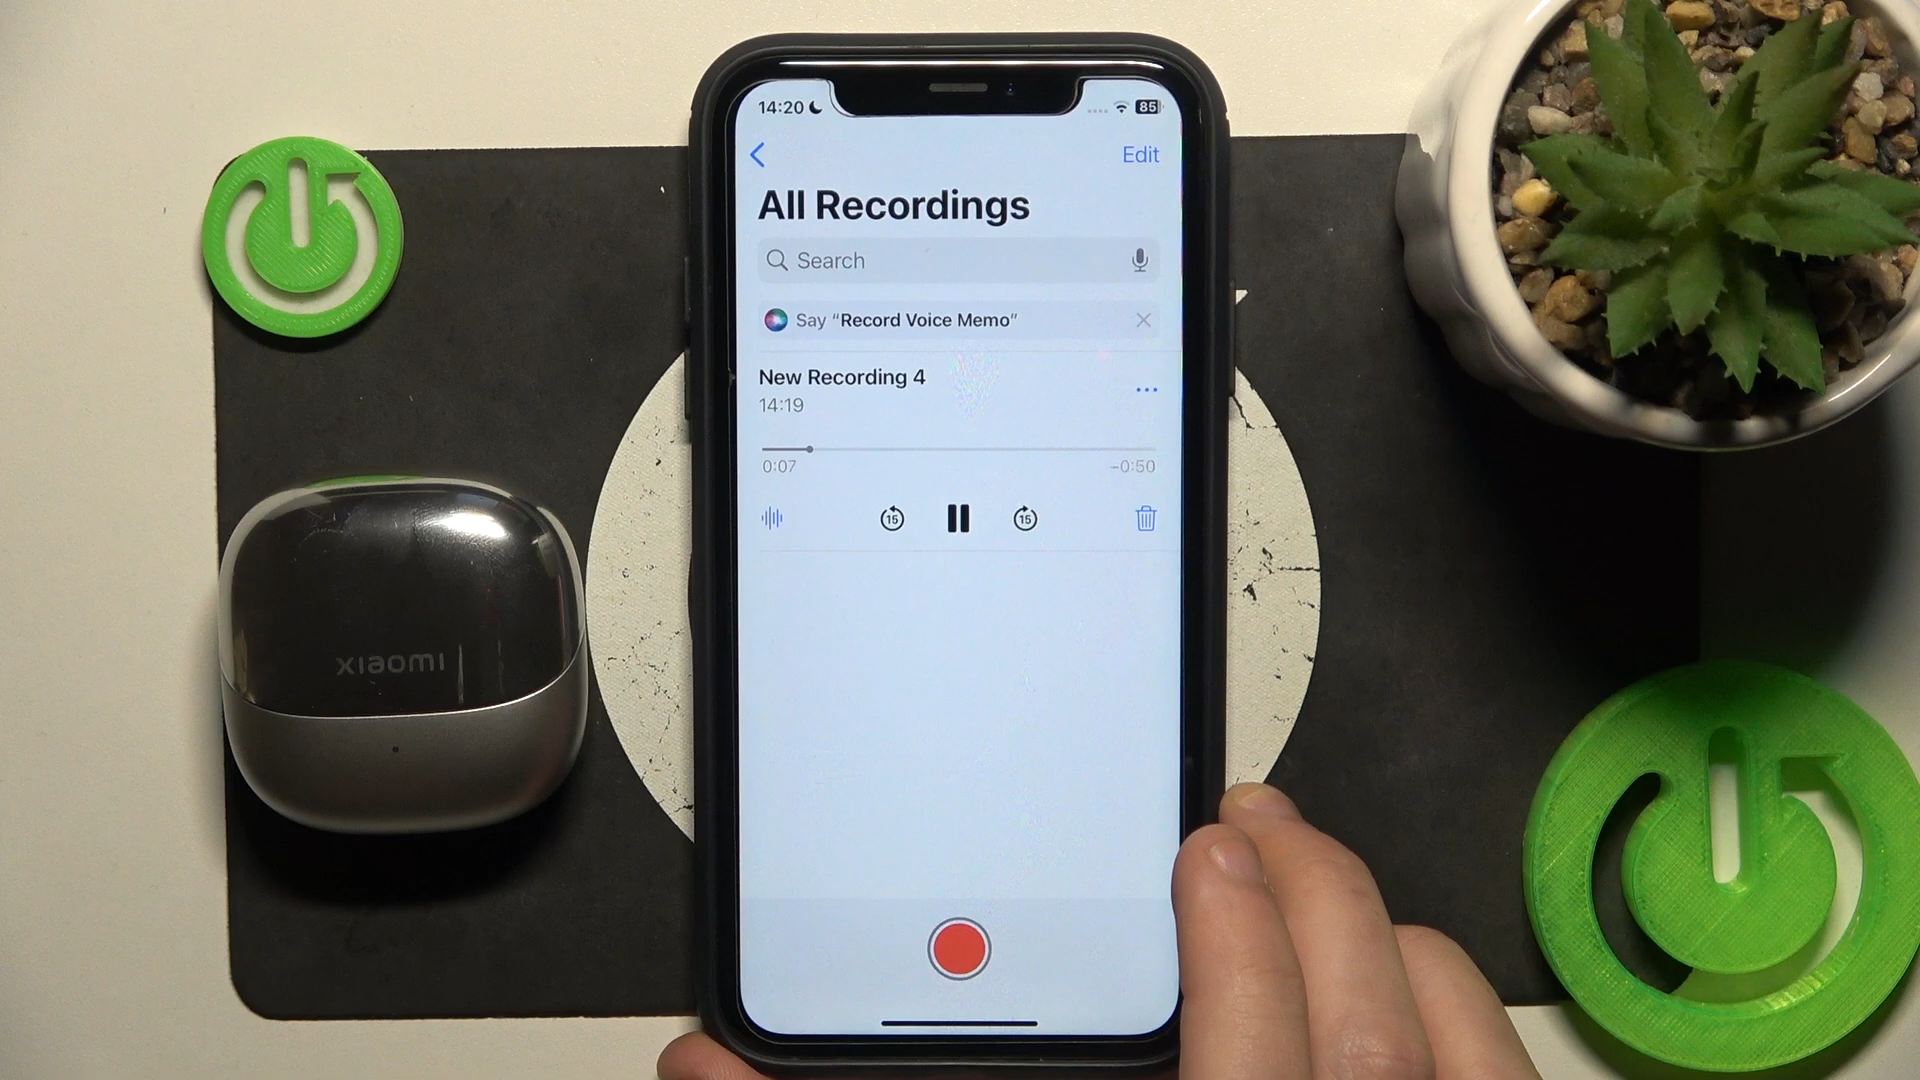 14:20
85
Edit
All Recordings
Search
Say “Record Voice Memo”
New Recording 4
14:19
0:07
−0:50
15
15
xiaomi